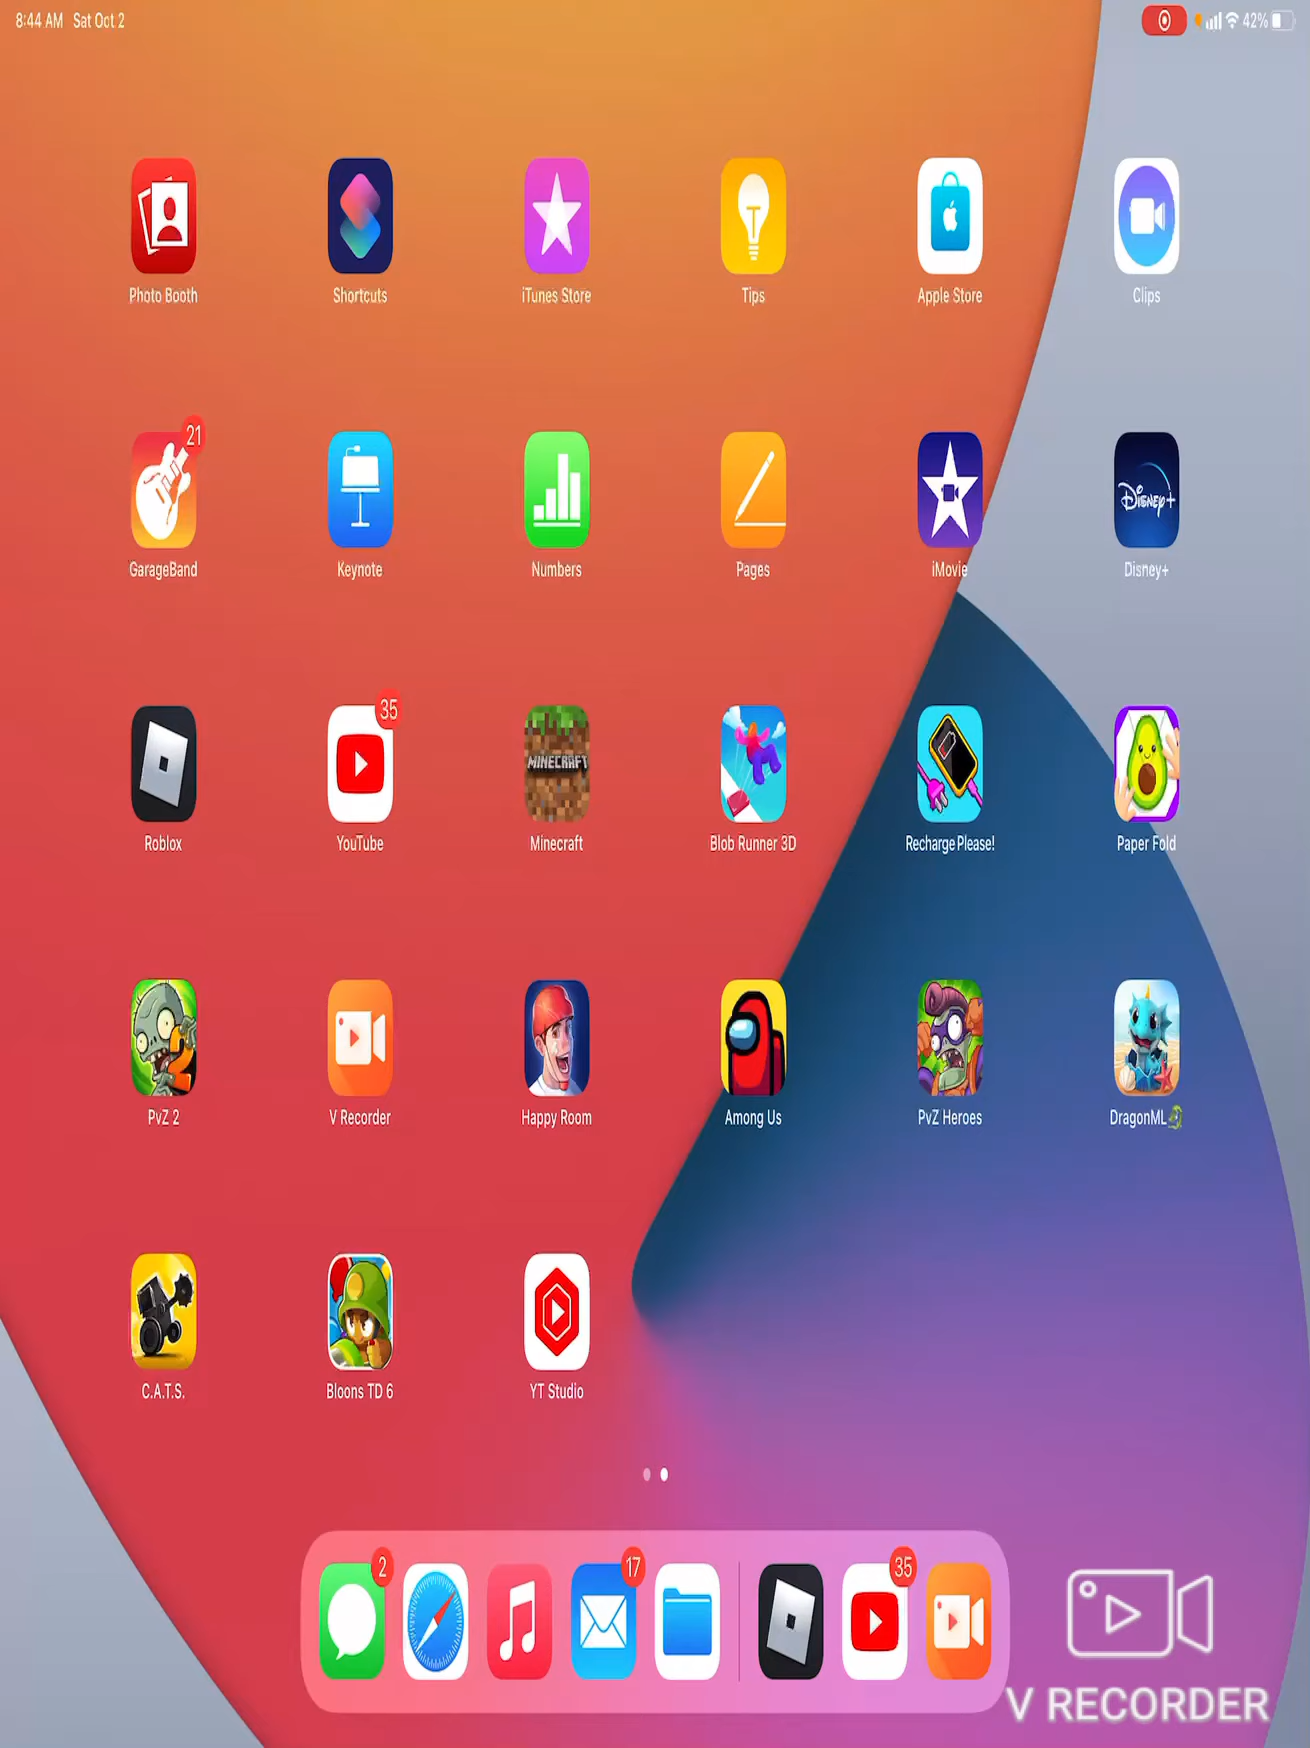 8:44 AM Sat Oct 2
42%
Photo Booth
Shortcuts
iTunes Store
Tips
Apple Store
Clips
21
Disney+
GarageBand
Keynote
Numbers
Pages
iMovie
Disney+
35
MINECRAFT
Roblox
YouTube
Minecraft
Blob Runner 3D
Recharge Please!
Paper Fold
2
PvZ 2
V Recorder
Happy Room
Among Us
PvZ Heroes
DragonML🐉
C.A.T.S.
Bloons TD 6
YT Studio
2
17
35
V RECORDER